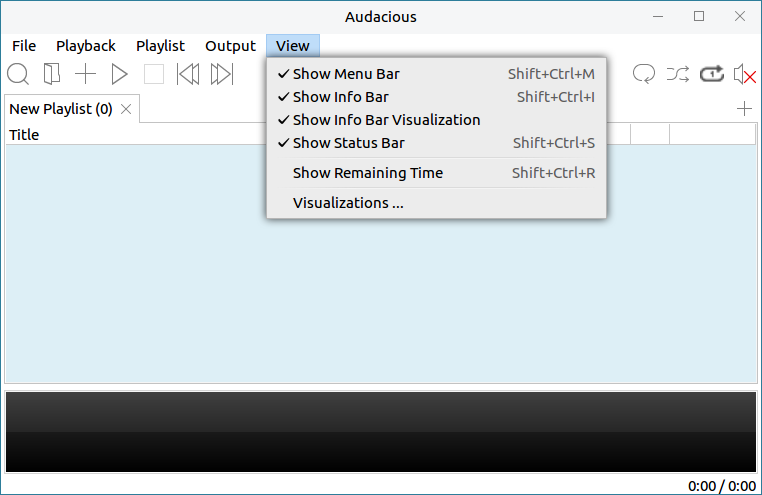 Audacious
File Playback Playlist Output View
Show Menu Bar Shift+Ctrl+M
Show Info Bar Shift+Ctrl+I
Show Info Bar Visualization
Show Status Bar Shift+Ctrl+S
Show Remaining Time Shift+Ctrl+R
Visualizations ...
1
New Playlist (0)
Title
0:00 / 0:00